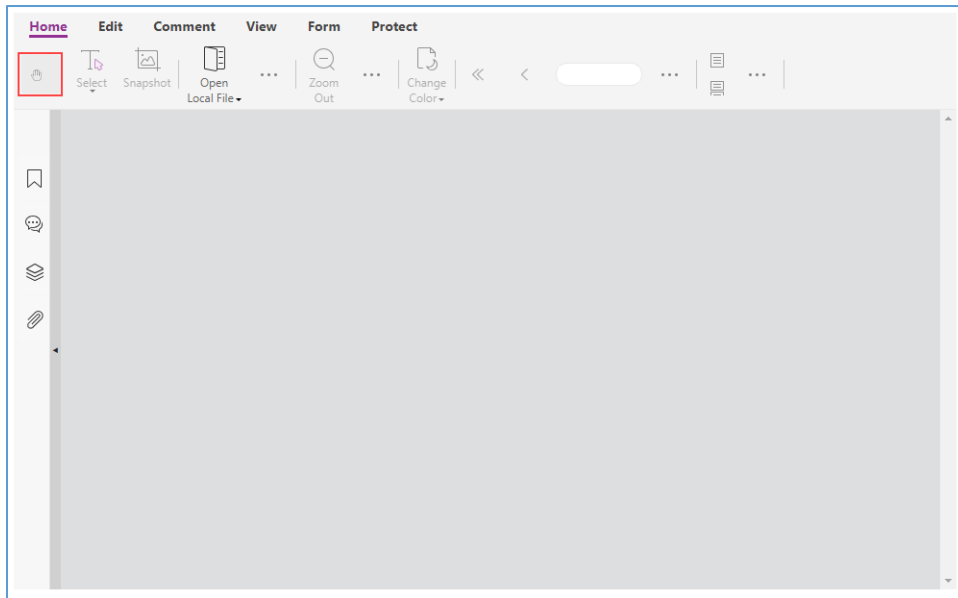 Home Edit Comment View Form Protect
Select Snapshot Open Zoom Change
Local File Out Color